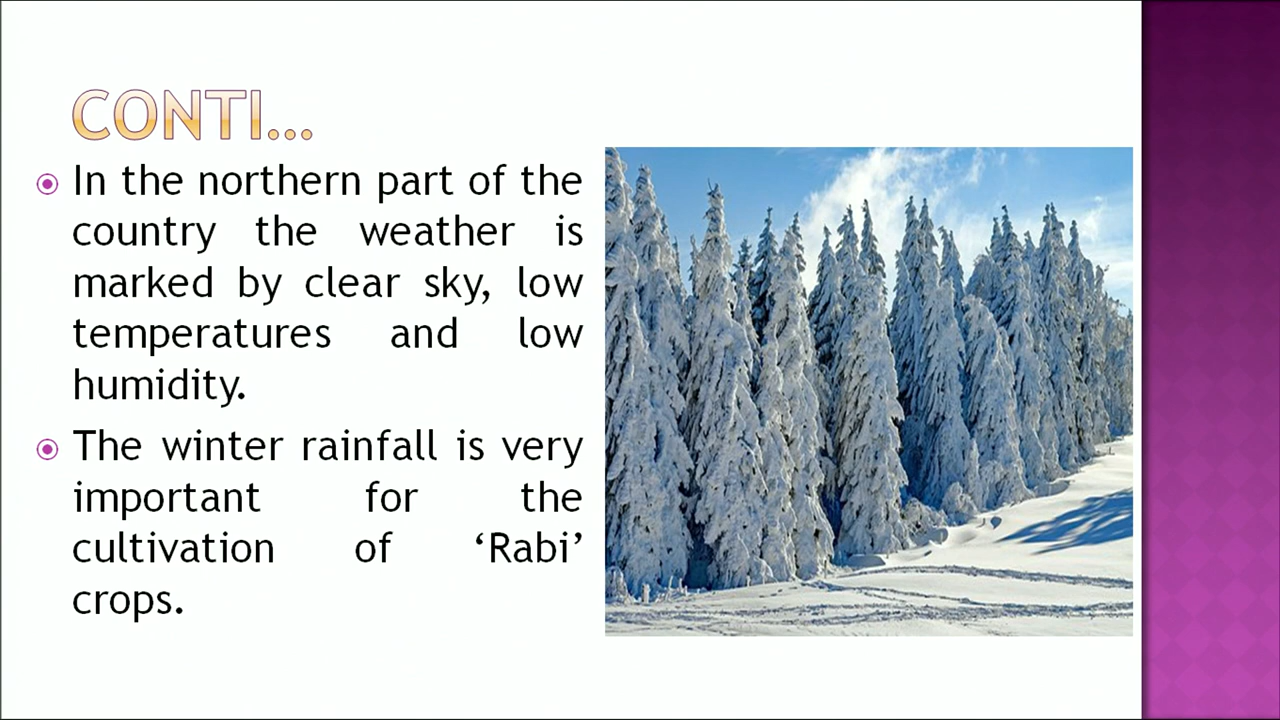 CONTI...
In the northern part of the
country the weather is
marked by clear sky, low
temperatures and low
humidity.
The winter rainfall is very
important for the
cultivation of ‘Rabi’
crops.